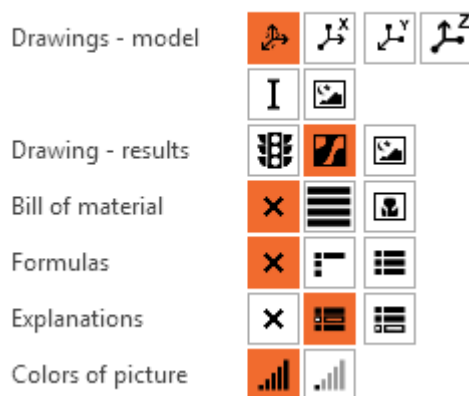 Drawings - model X Y Z
Drawing - results
Bill of material
Formulas
Explanations
Colors of picture